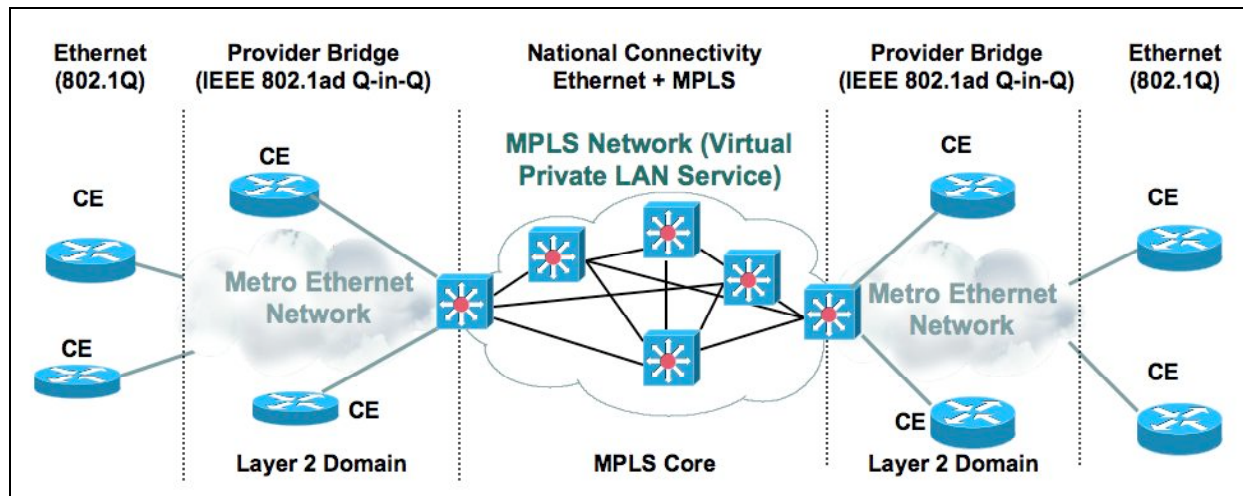 Ethernet
(802.1Q)
Provider Bridge
(IEEE 802.1ad Q-in-Q)
National Connectivity
Ethernet + MPLS
Provider Bridge
(IEEE 802.1ad Q-in-Q)
Ethernet
(802.1Q)
MPLS Network (Virtual
Private LAN Service)
CE
CE
CE
CE
Metro Ethernet
Network
Metro Ethernet
Network
CE
CE
CE
CE
Layer 2 Domain
MPLS Core
Layer 2 Domain